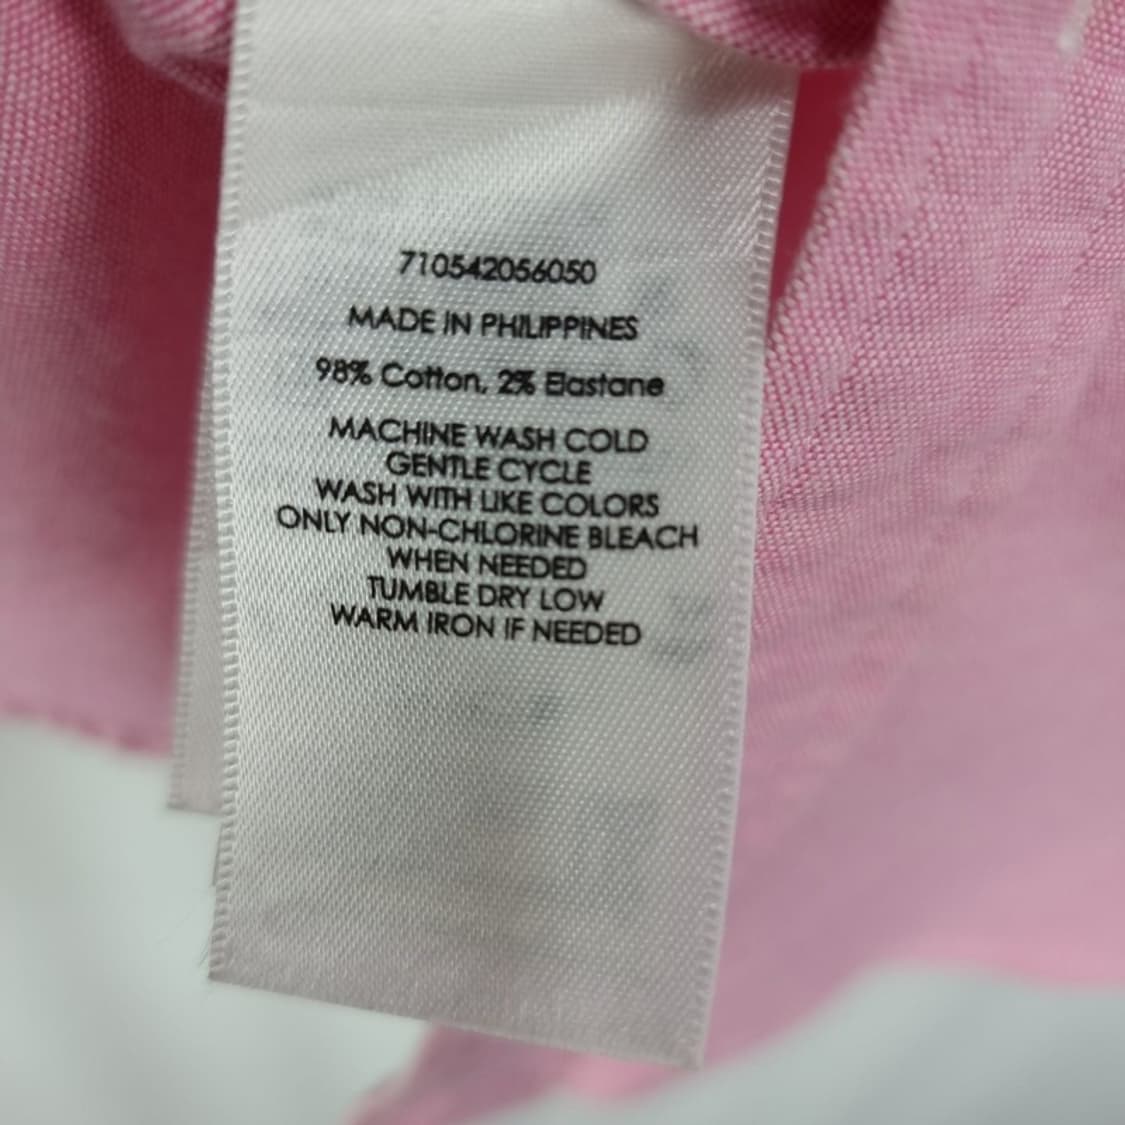 710542056050
MADE IN PHILIPPINES
98% Cotton, 2% Elastane
MACHINE WASH COLD
GENTLE CYCLE
WASH WITH LIKE COLORS
ONLY NON-CHLORINE BLEACH
WHEN NEEDED
TUMBLE DRY LOW
WARM IRON IF NEEDED